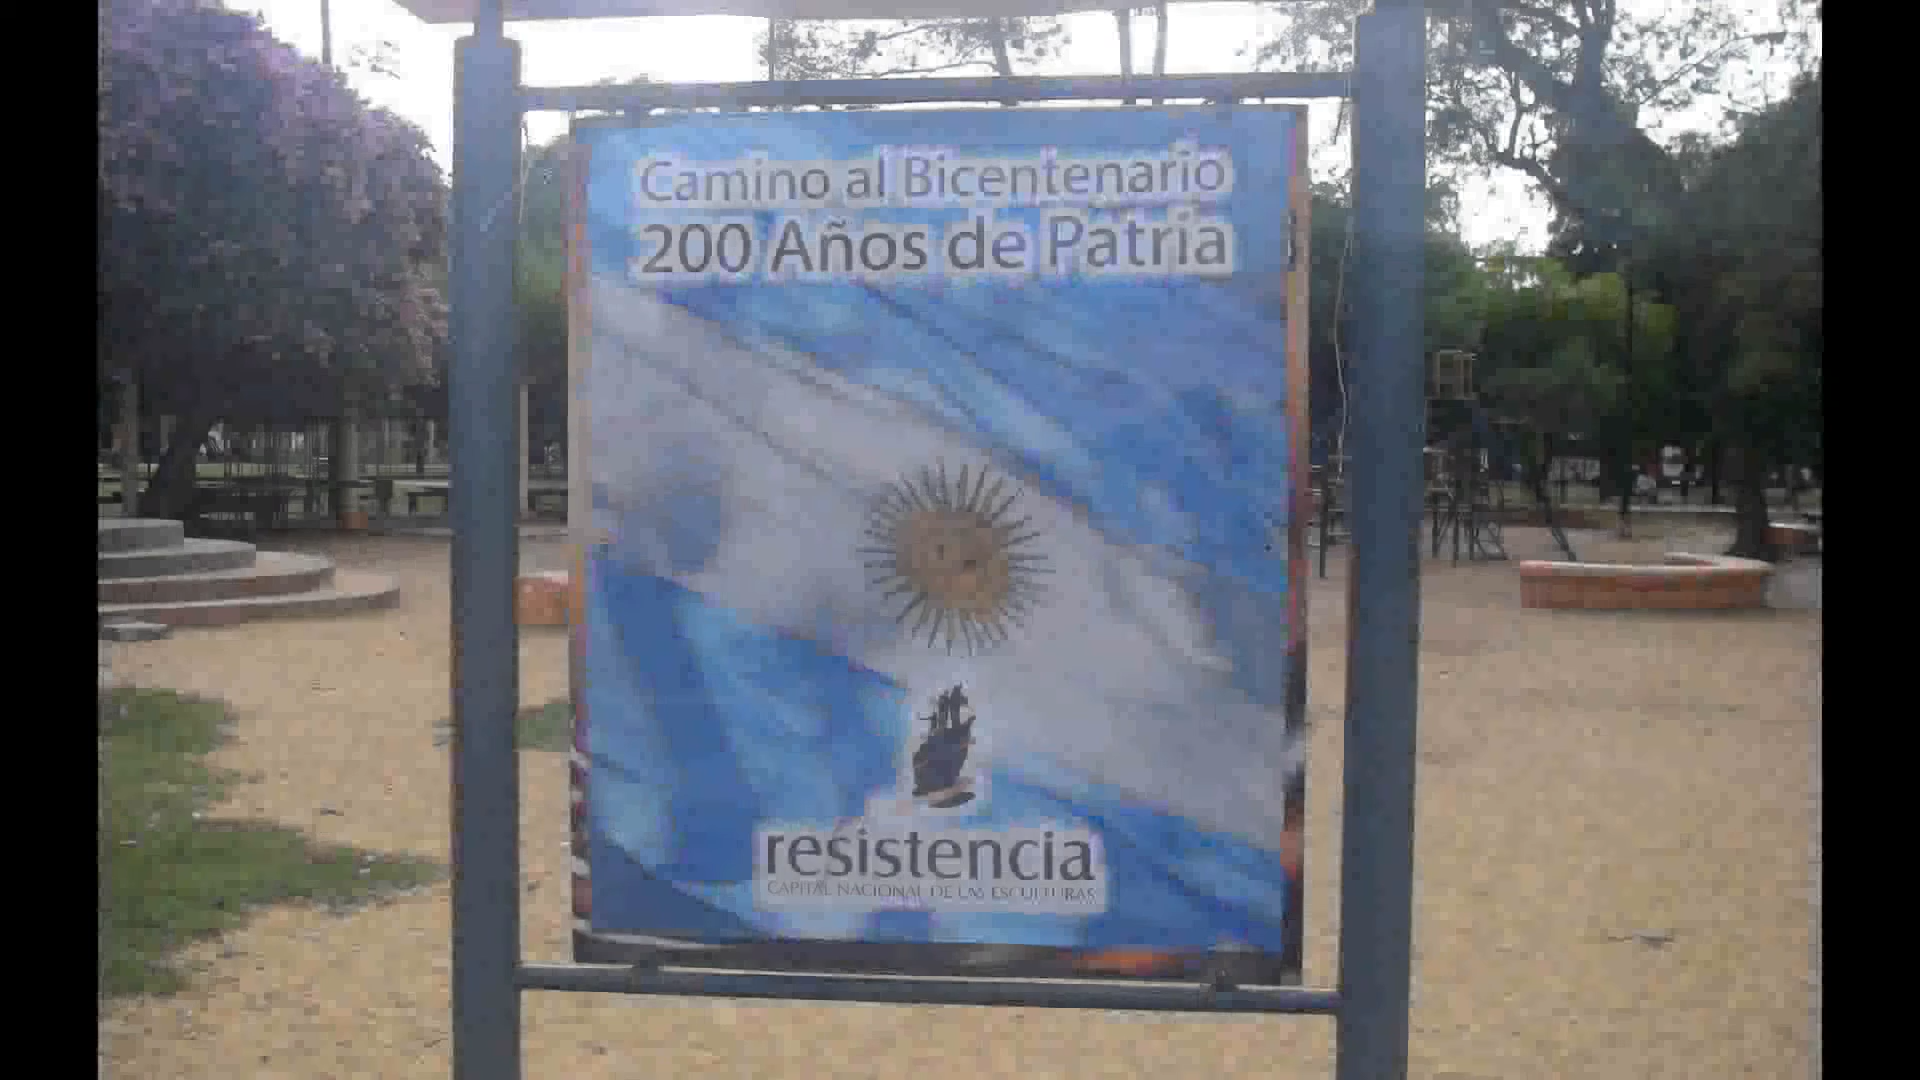 Camino al Bicentenario
200 Años de Patria
resistencia
CAPITAL NACIONAL DE LAS ESCULTURAS